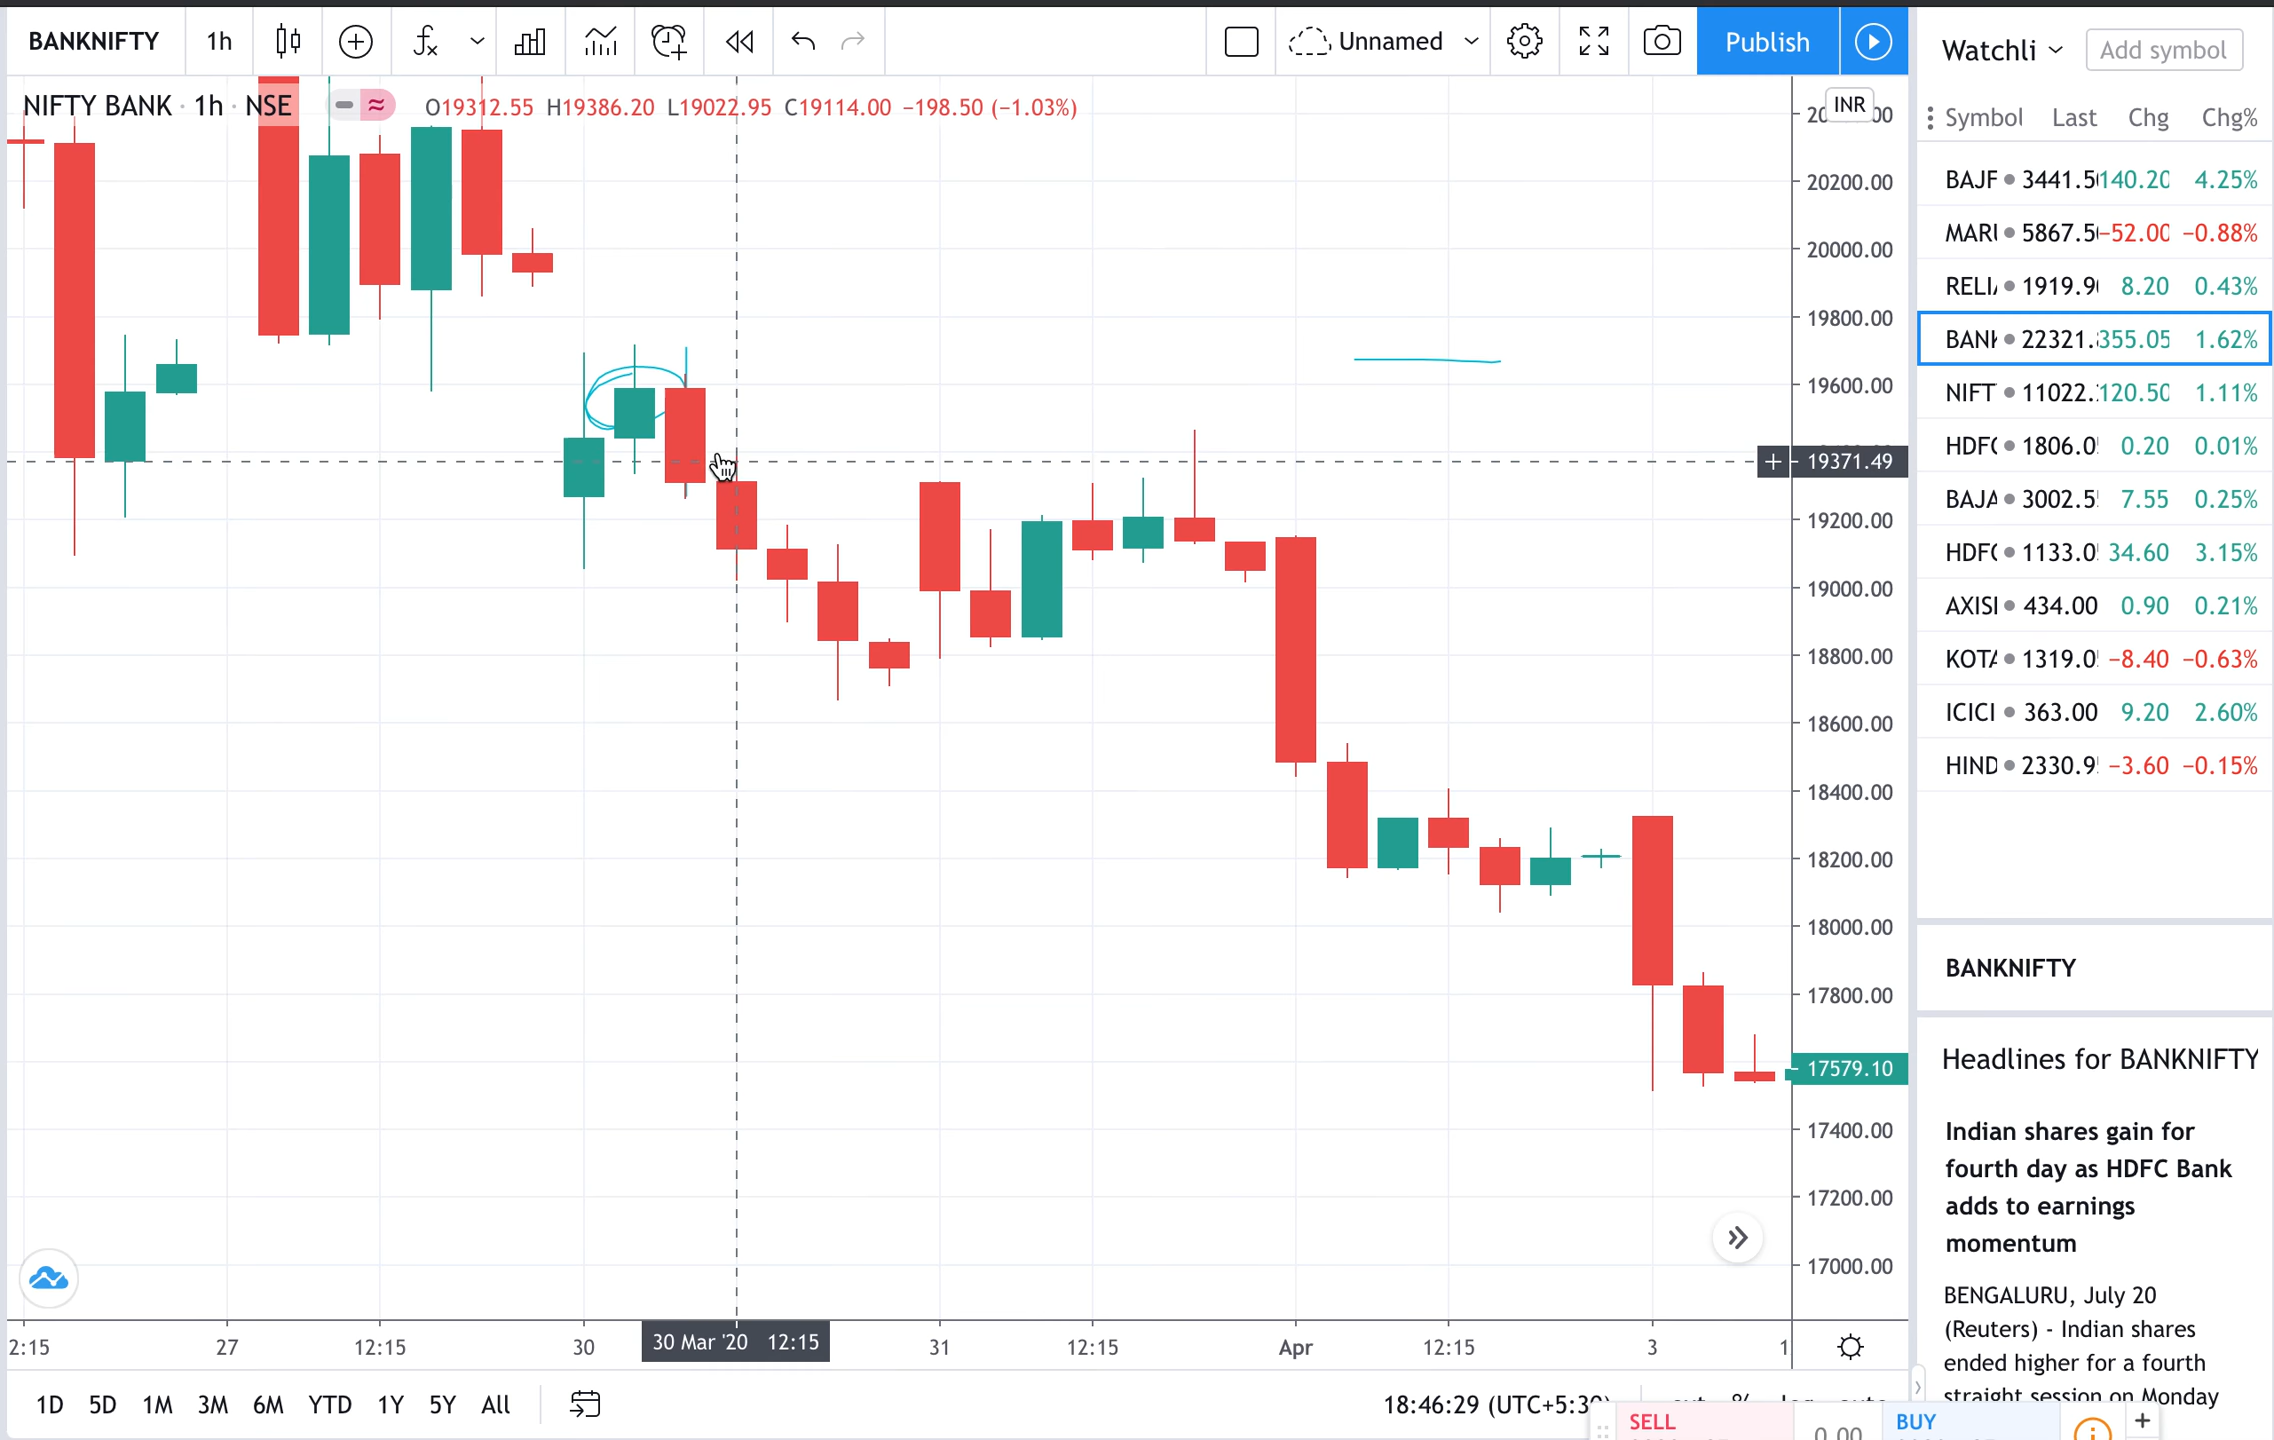 BANKNIFTY 1h fx Unnamed Publish
NIFTY BANK · 1h · NSE O19312.55 H19386.20 L19022.95 C19114.00 −198.50 (−1.03%)
INR
20200.00
20000.00
19800.00
19600.00
19371.49
19200.00
19000.00
18800.00
18600.00
18400.00
18200.00
18000.00
17800.00
17579.10
17400.00
17200.00
17000.00
2:15 27 12:15 30 30 Mar '20 12:15 31 12:15 Apr 12:15 3 1
1D 5D 1M 3M 6M YTD 1Y 5Y All 18:46:29 (UTC+5:30)
Watchli Add symbol
Symbol Last Chg Chg%
BAJF 3441.5 140.20 4.25%
MARU 5867.5 −52.00 −0.88%
RELI 1919.9 8.20 0.43%
BANK 22321. 355.05 1.62%
NIFT 11022. 120.50 1.11%
HDFC 1806.0 0.20 0.01%
BAJA 3002.5 7.55 0.25%
HDFC 1133.0 34.60 3.15%
AXISI 434.00 0.90 0.21%
KOTA 1319.0 −8.40 −0.63%
ICICI 363.00 9.20 2.60%
HIND 2330.9 −3.60 −0.15%
BANKNIFTY
Headlines for BANKNIFTY
Indian shares gain for
fourth day as HDFC Bank
adds to earnings
momentum
BENGALURU, July 20
(Reuters) - Indian shares
ended higher for a fourth
straight session on Monday
SELL 0.00 BUY